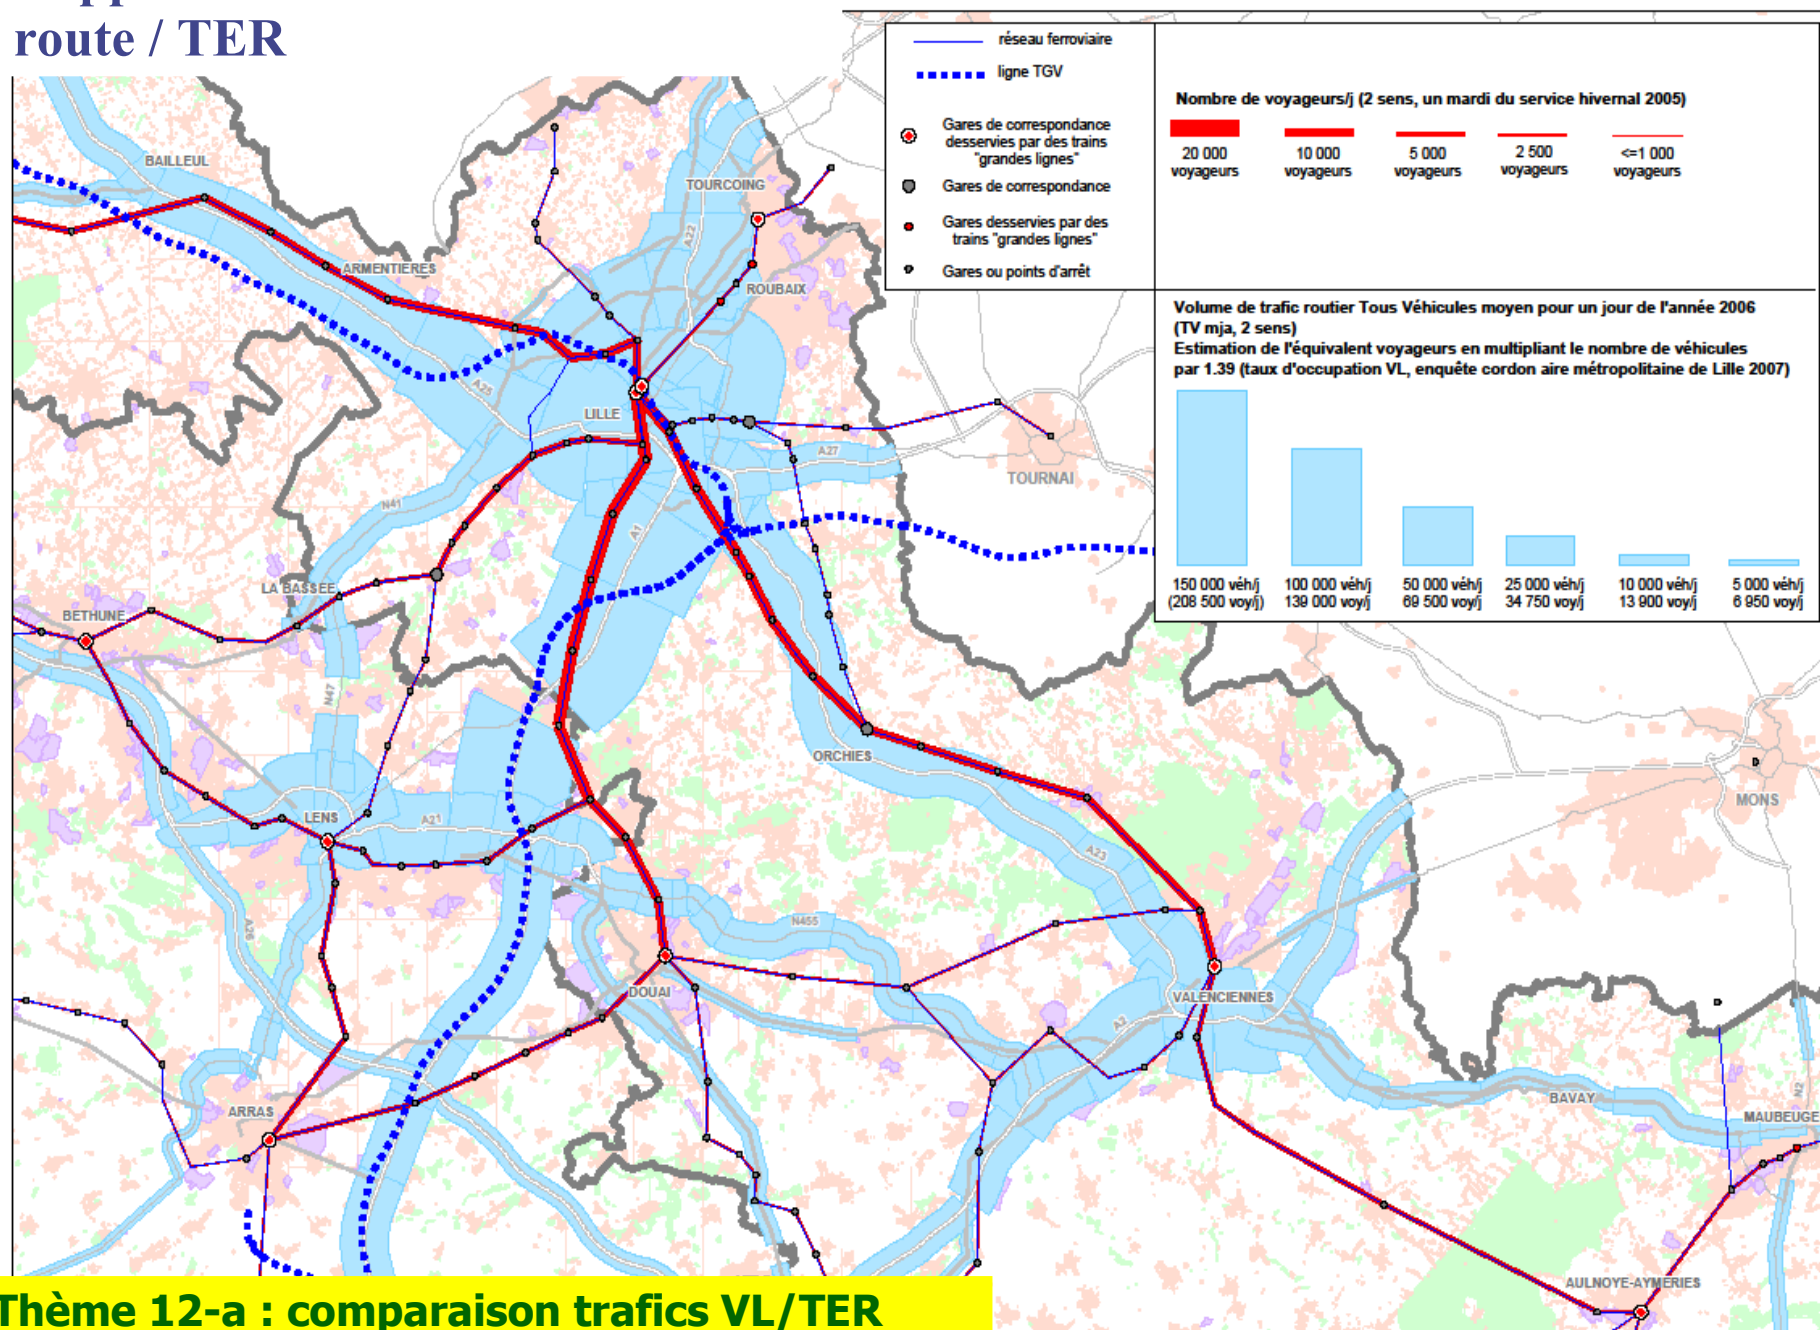 route / TER
réseau ferroviaire
ligne TGV
Gares de correspondance
desservies par des trains
"grandes lignes"
Gares de correspondance
Gares desservies par des
trains "grandes lignes"
Gares ou points d'arrêt
Nombre de voyageurs/j (2 sens, un mardi du service hivernal 2005)
20 000 voyageurs
10 000 voyageurs
5 000 voyageurs
2 500 voyageurs
<=1 000 voyageurs
Volume de trafic routier Tous Véhicules moyen pour un jour de l'année 2006
(TV mja, 2 sens)
Estimation de l'équivalent voyageurs en multipliant le nombre de véhicules
par 1.39 (taux d'occupation VL, enquête cordon aire métropolitaine de Lille 2007)
150 000 véh/j (208 500 voy/j)
100 000 véh/j 139 000 voy/j
50 000 véh/j 69 500 voy/j
25 000 véh/j 34 750 voy/j
10 000 véh/j 13 900 voy/j
5 000 véh/j 6 950 voy/j
BAILLEUL
TOURCOING
A22
ARMENTIERES
ROUBAIX
A25
LILLE
A27
TOURNAI
N41
A1
LA BASSEE
BETHUNE
N47
ORCHIES
MONS
LENS
A21
A23
A26
N455
DOUAI
VALENCIENNES
A2
BAVAY
N2
MAUBEUGE
ARRAS
AULNOYE-AYMERIES
Thème 12-a : comparaison trafics VL/TER